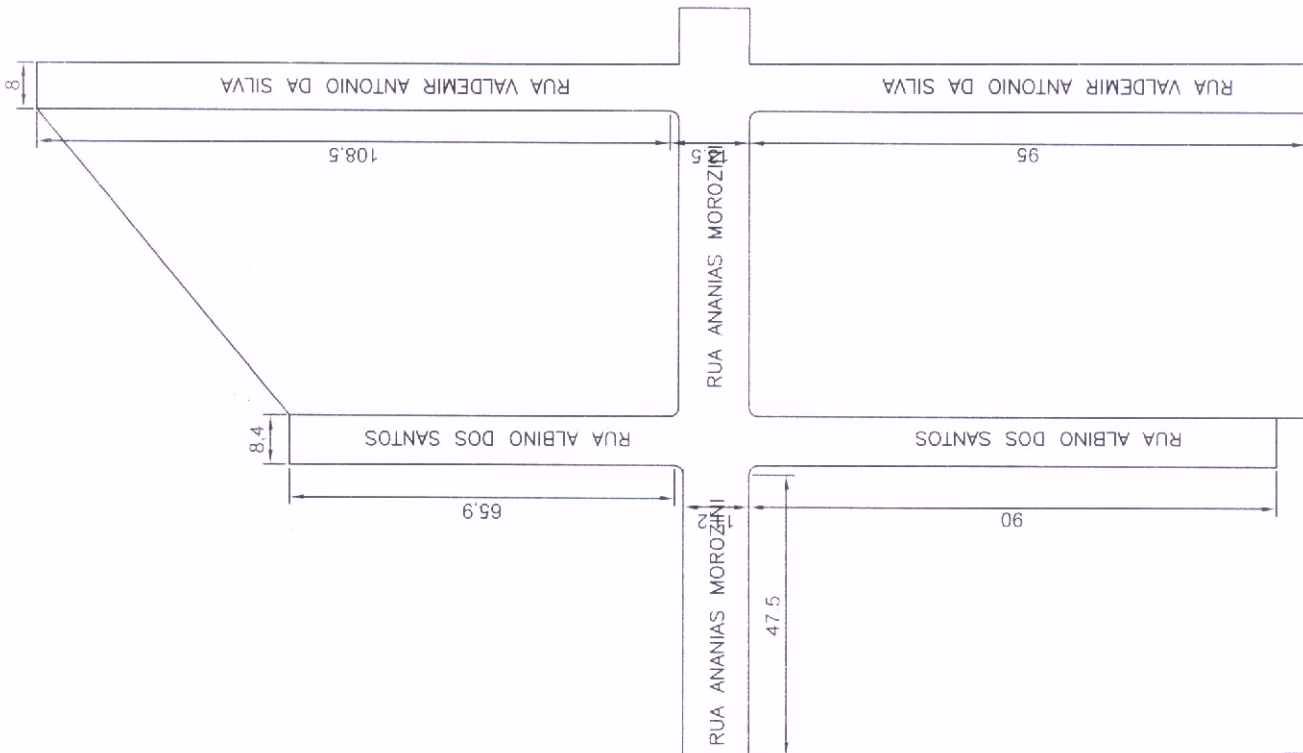 8
RUA VALDEMIR ANTONIO DA SILVA
RUA VALDEMIR ANTONIO DA SILVA
108,5
95
RUA ANANIAS MOROZINI
8,4
RUA ALBINO DOS SANTOS
RUA ALBINO DOS SANTOS
65,9
12
90
RUA ANANIAS MOROZINI
47.5